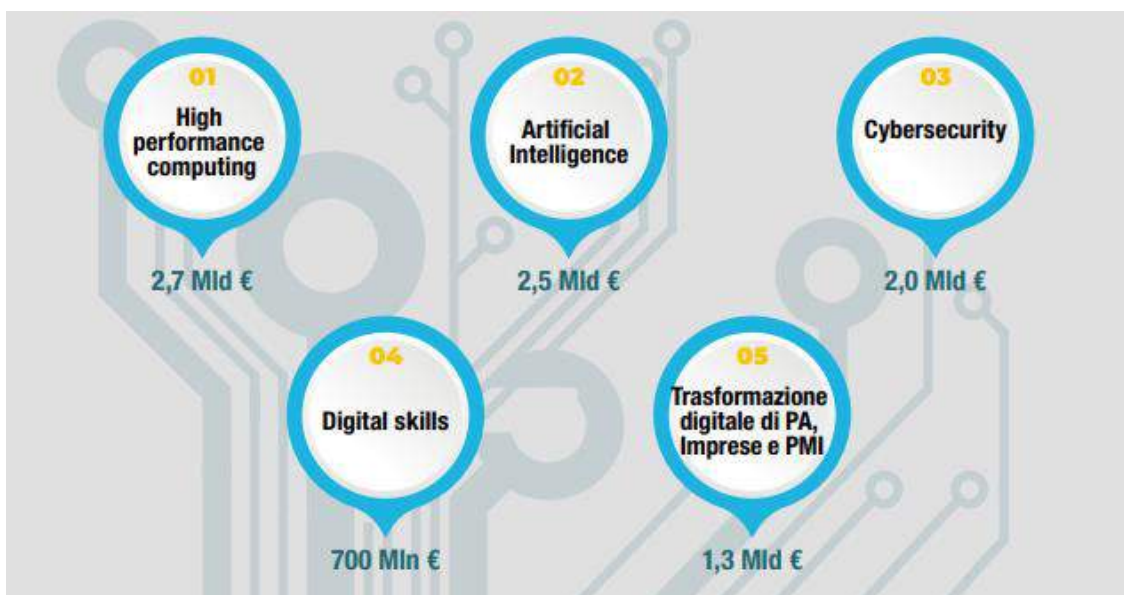 01
High
performance
computing
2,7 Mld €
02
Artificial
Intelligence
2,5 Mld €
03
Cybersecurity
2,0 Mld €
04
Digital skills
700 Mln €
05
Trasformazione
digitale di PA,
Imprese e PMI
1,3 Mld €